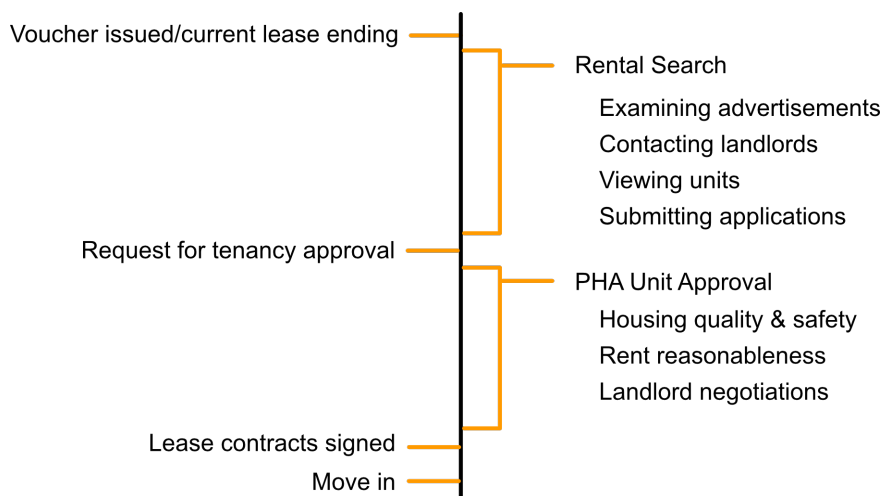 Voucher issued/current lease ending
Rental Search
Examining advertisements
Contacting landlords
Viewing units
Submitting applications
Request for tenancy approval
PHA Unit Approval
Housing quality & safety
Rent reasonableness
Landlord negotiations
Lease contracts signed
Move in